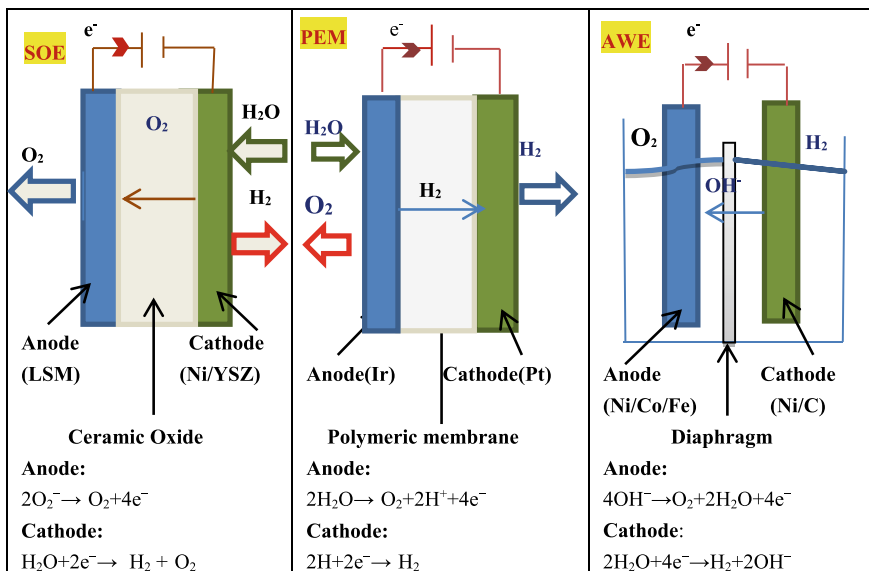 SOE
e⁻
O₂
H₂O
O₂
H₂
Anode
(LSM)
Cathode
(Ni/YSZ)
Ceramic Oxide
Anode:
2O₂⁻→ O₂+4e⁻
Cathode:
H₂O+2e⁻→ H₂ + O₂
PEM
e⁻
H₂O
H₂
H₂
O₂
Anode(Ir)
Cathode(Pt)
Polymeric membrane
Anode:
2H₂O→ O₂+2H⁺+4e⁻
Cathode:
2H+2e⁻→ H₂
AWE
e⁻
O₂
H₂
OH⁻
Anode
(Ni/Co/Fe)
Cathode
(Ni/C)
Diaphragm
Anode:
4OH⁻→O₂+2H₂O+4e⁻
Cathode:
2H₂O+4e⁻→H₂+2OH⁻